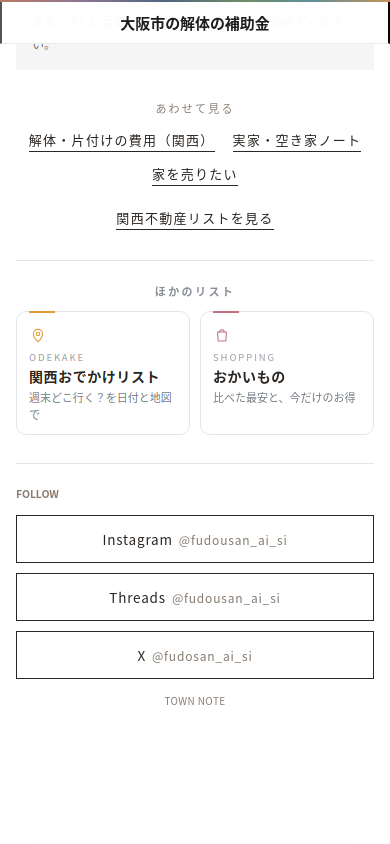 大阪市の解体の補助金
い。
あわせて見る
解体・片付けの費用（関西）
実家・空き家ノート
家を売りたい
関西不動産リストを見る
ほかのリスト
ODEKAKE
関西おでかけリスト
週末どこ行く？を日付と地図
で
SHOPPING
おかいもの
比べた最安と、今だけのお得
FOLLOW
Instagram @fudousan_ai_si
Threads @fudousan_ai_si
X @fudosan_ai_si
TOWN NOTE